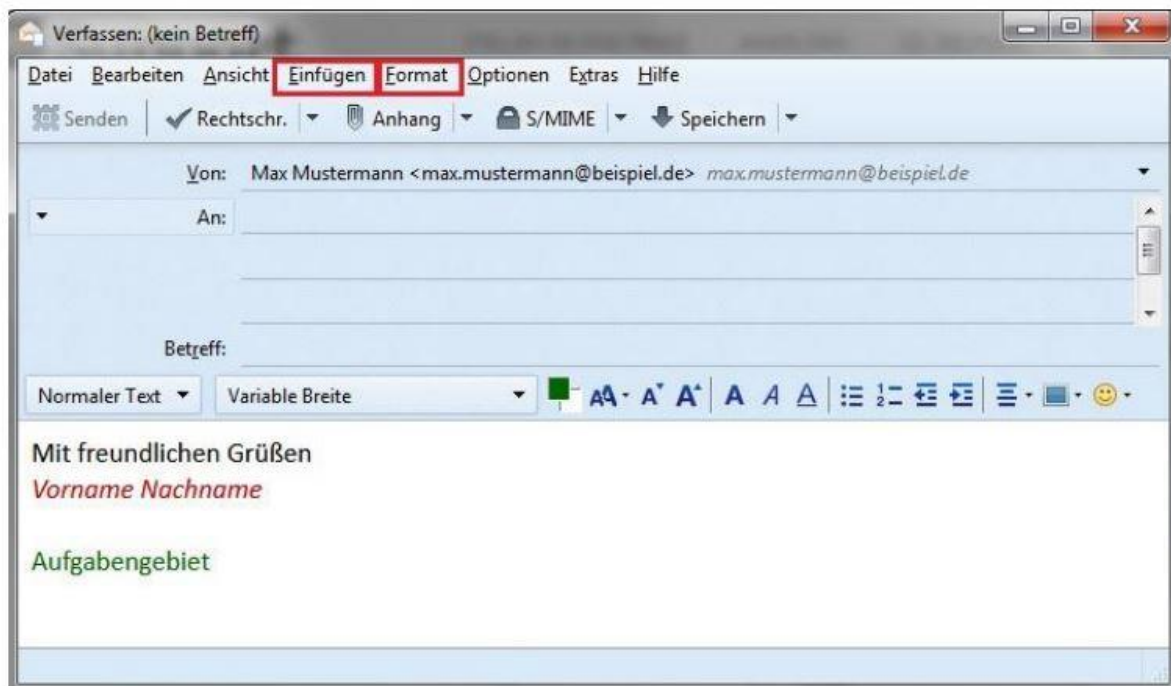 Verfassen: (kein Betreff)
Datei Bearbeiten Ansicht Einfügen Format Optionen Extras Hilfe
Senden Rechtschr. Anhang S/MIME Speichern
Von: Max Mustermann <max.mustermann@beispiel.de> max.mustermann@beispiel.de
An:
Betreff:
Normaler Text Variable Breite
Mit freundlichen Grüßen
Vorname Nachname
Aufgabengebiet